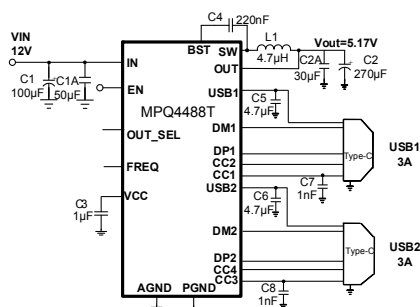 C4 220nF
BST
SW
L1
4.7μH
Vout=5.17V
VIN
12V
IN
OUT
C2A
30μF
C2
270μF
C1
100μF
C1A
50μF
EN
USB1
C5
4.7μF
MPQ4488T
OUT_SEL
DM1
DP1
CC2
CC1
Type-C
USB1
3A
FREQ
C7
1nF
VCC
C3
1μF
USB2
C6
4.7μF
DM2
DP2
CC4
CC3
Type-C
USB2
3A
C8
1nF
AGND
PGND